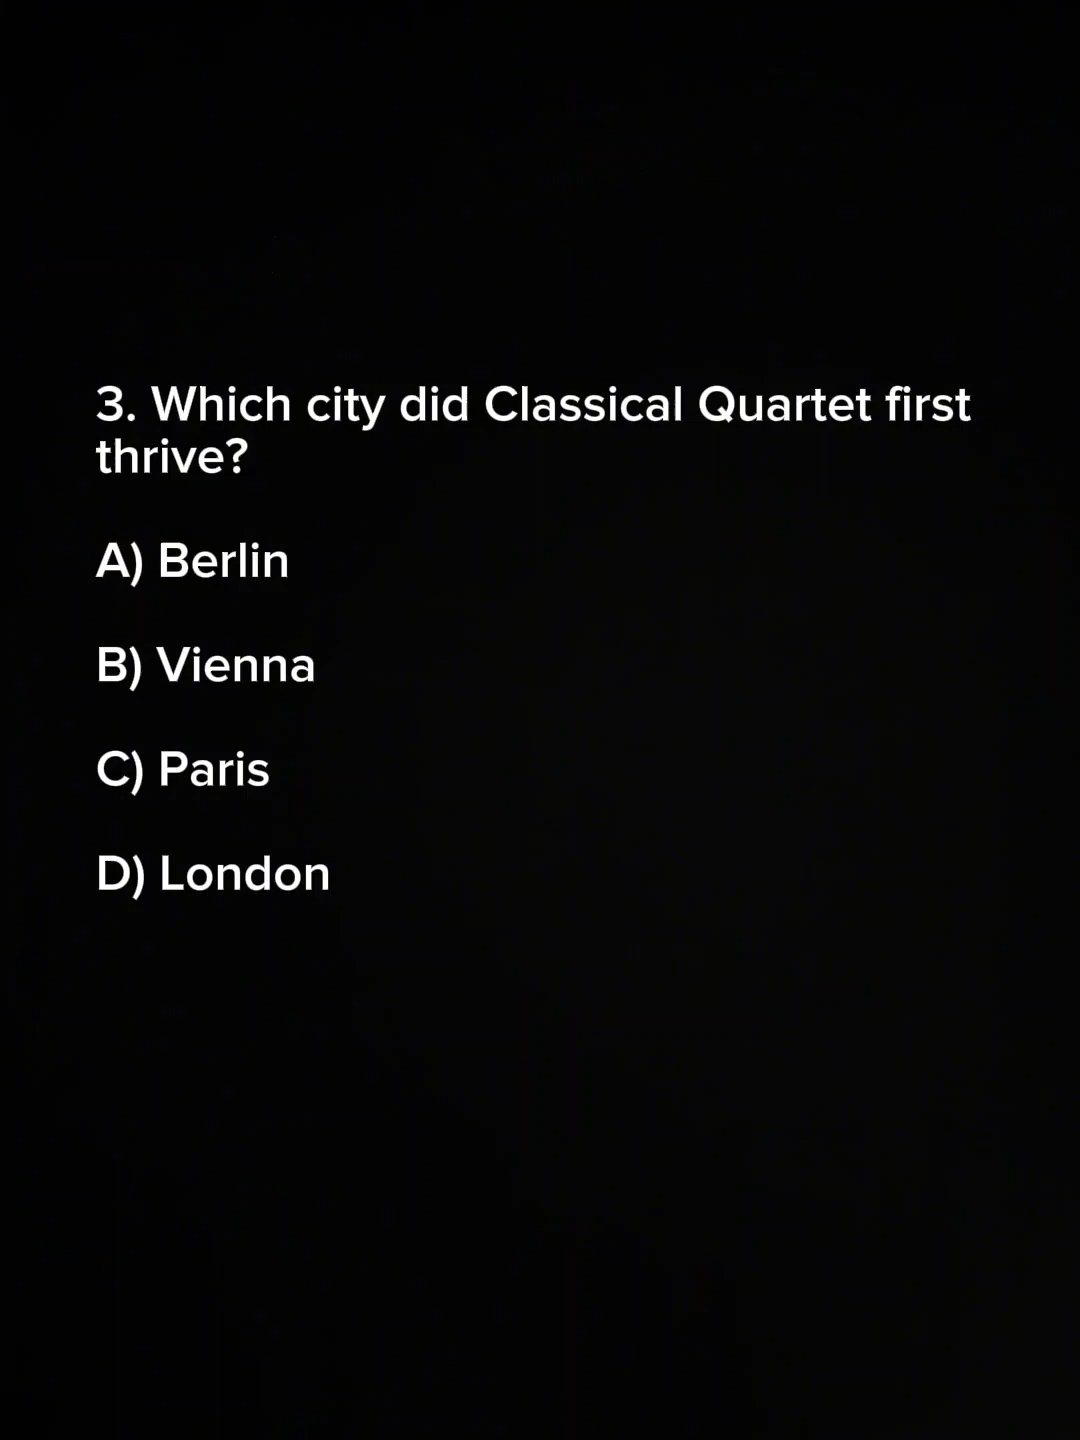 3. Which city did Classical Quartet first
thrive?
A) Berlin
B) Vienna
C) Paris
D) London